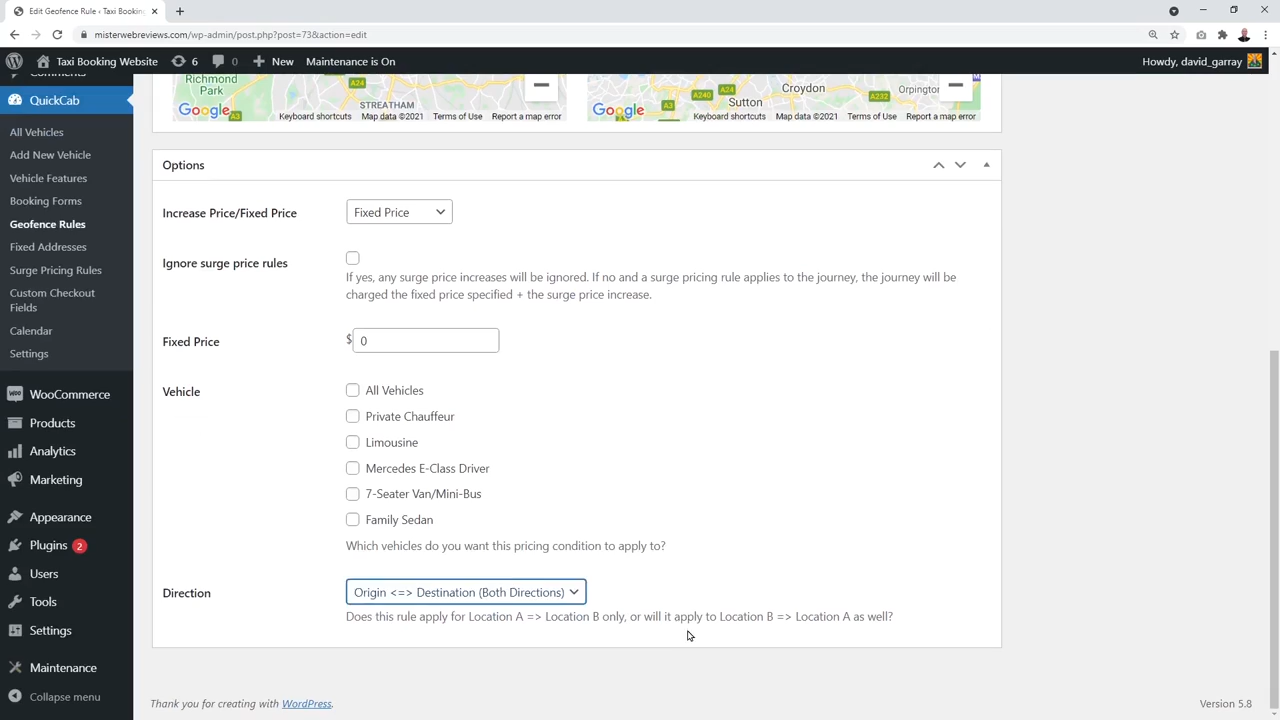 Edit Geofence Rule ‹ Taxi Booking
misterwebreviews.com/wp-admin/post.php?post=73&action=edit
Taxi Booking Website
6
0
New
Maintenance is On
Howdy, david_garray
Comments
QuickCab
All Vehicles
Add New Vehicle
Vehicle Features
Booking Forms
Geofence Rules
Fixed Addresses
Surge Pricing Rules
Custom Checkout
Fields
Calendar
Settings
WooCommerce
Products
Analytics
Marketing
Appearance
Plugins 2
Users
Tools
Settings
Maintenance
Collapse menu
Richmond
Park
A24
STREATHAM
A3
Google
Keyboard shortcuts
Map data ©2021
Terms of Use
Report a map error
A240
A24
Croydon
Sutton
Orpington
A3
A232
Google
Keyboard shortcuts
Map data ©2021
Terms of Use
Report a map error
Options
Increase Price/Fixed Price
Fixed Price
Ignore surge price rules
If yes, any surge price increases will be ignored. If no and a surge pricing rule applies to the journey, the journey will be
charged the fixed price specified + the surge price increase.
Fixed Price
$ 0
Vehicle
All Vehicles
Private Chauffeur
Limousine
Mercedes E-Class Driver
7-Seater Van/Mini-Bus
Family Sedan
Which vehicles do you want this pricing condition to apply to?
Direction
Origin <=> Destination (Both Directions)
Does this rule apply for Location A => Location B only, or will it apply to Location B => Location A as well?
Thank you for creating with WordPress.
Version 5.8